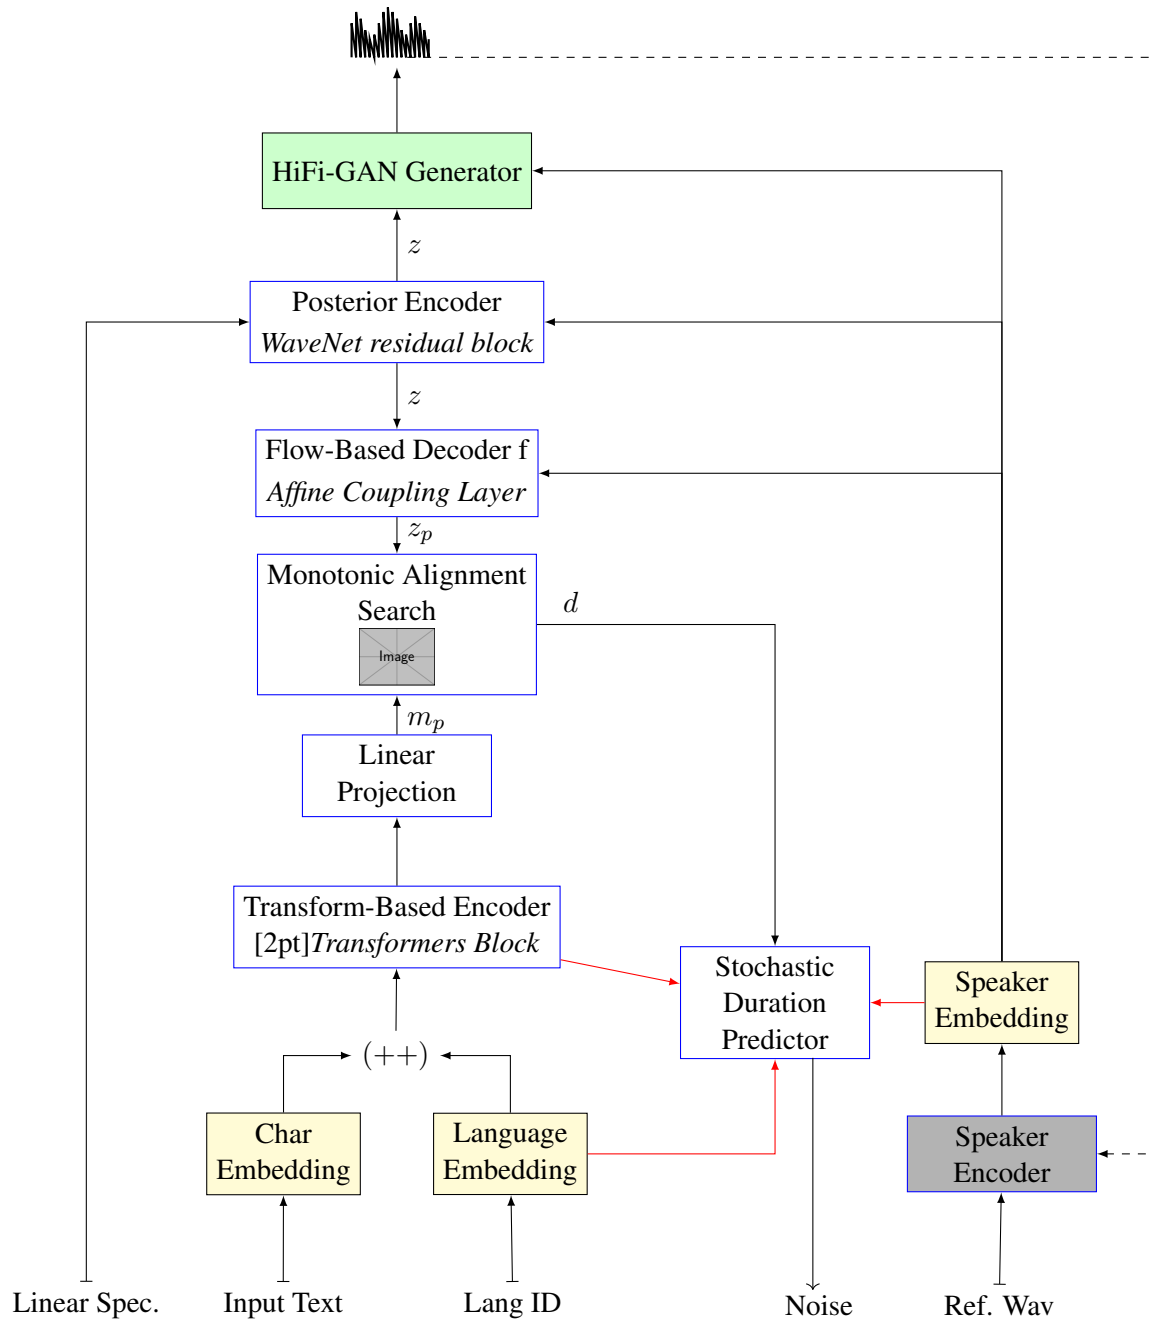 HiFi-GAN Generator
z
Posterior Encoder
WaveNet residual block
z
Flow-Based Decoder f
Affine Coupling Layer
z_p
Monotonic Alignment
Search
Image
d
m_p
Linear
Projection
Transform-Based Encoder
[2pt]Transformers Block
Stochastic
Duration
Predictor
Speaker
Embedding
(++)
Char
Embedding
Language
Embedding
Speaker
Encoder
Linear Spec.
Input Text
Lang ID
Noise
Ref. Wav